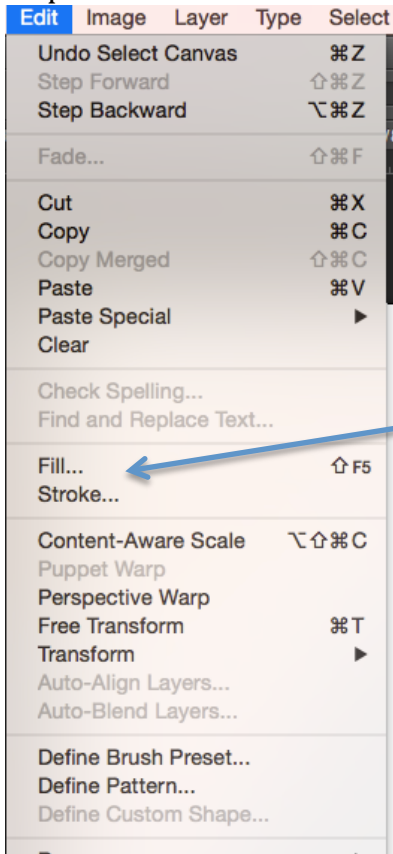 Edit Image Layer Type Select
Undo Select Canvas ⌘Z
Step Forward ⇧⌘Z
Step Backward ⌥⌘Z
Fade... ⇧⌘F
Cut ⌘X
Copy ⌘C
Copy Merged ⇧⌘C
Paste ⌘V
Paste Special ▶
Clear
Check Spelling...
Find and Replace Text...
Fill... ⇧F5
Stroke...
Content-Aware Scale ⌥⇧⌘C
Puppet Warp
Perspective Warp
Free Transform ⌘T
Transform ▶
Auto-Align Layers...
Auto-Blend Layers...
Define Brush Preset...
Define Pattern...
Define Custom Shape...